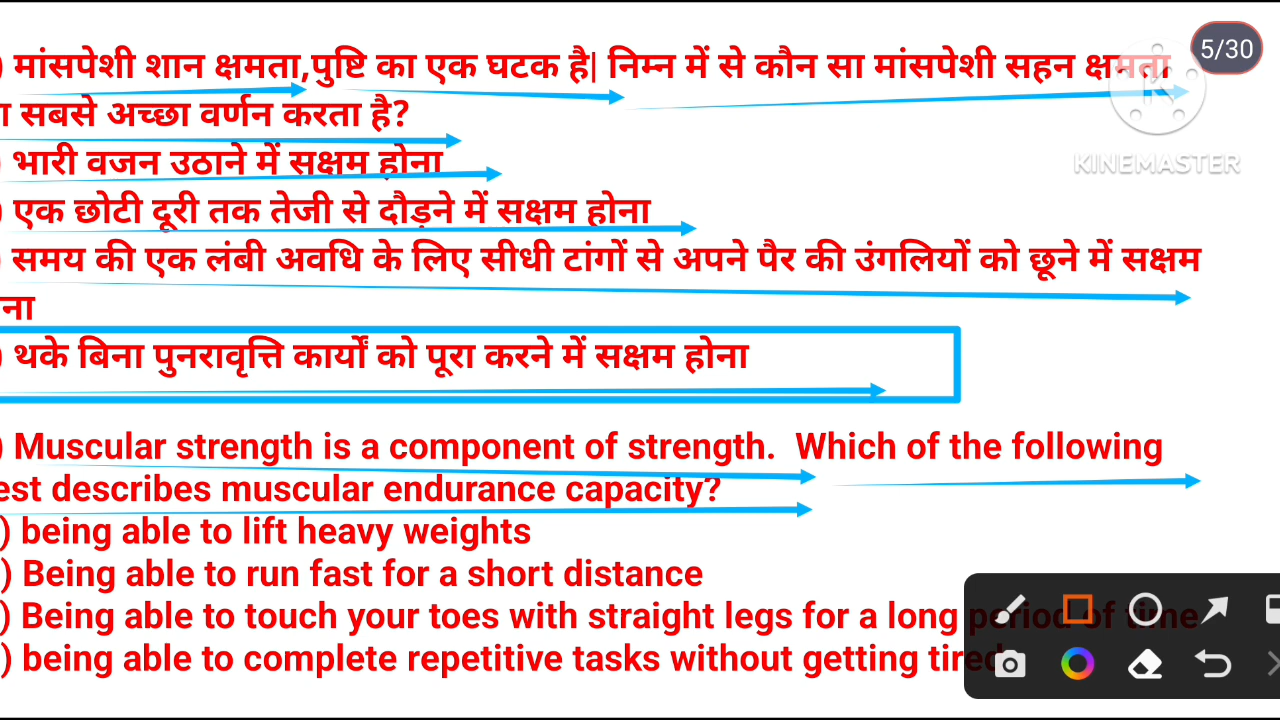 ) मांसपेशी शान क्षमता,पुष्टि का एक घटक है| निम्न में से कौन सा मांसपेशी सहन क्षमता
सबसे अच्छा वर्णन करता है?
) भारी वजन उठाने में सक्षम होना
) एक छोटी दूरी तक तेजी से दौड़ने में सक्षम होना
) समय की एक लंबी अवधि के लिए सीधी टांगों से अपने पैर की उंगलियों को छूने में सक्षम
ना
) थके बिना पुनरावृत्ति कार्यों को पूरा करने में सक्षम होना
) Muscular strength is a component of strength. Which of the following
est describes muscular endurance capacity?
) being able to lift heavy weights
) Being able to run fast for a short distance
) Being able to touch your toes with straight legs for a long period of time
) being able to complete repetitive tasks without getting tired
5/30
KINEMASTER